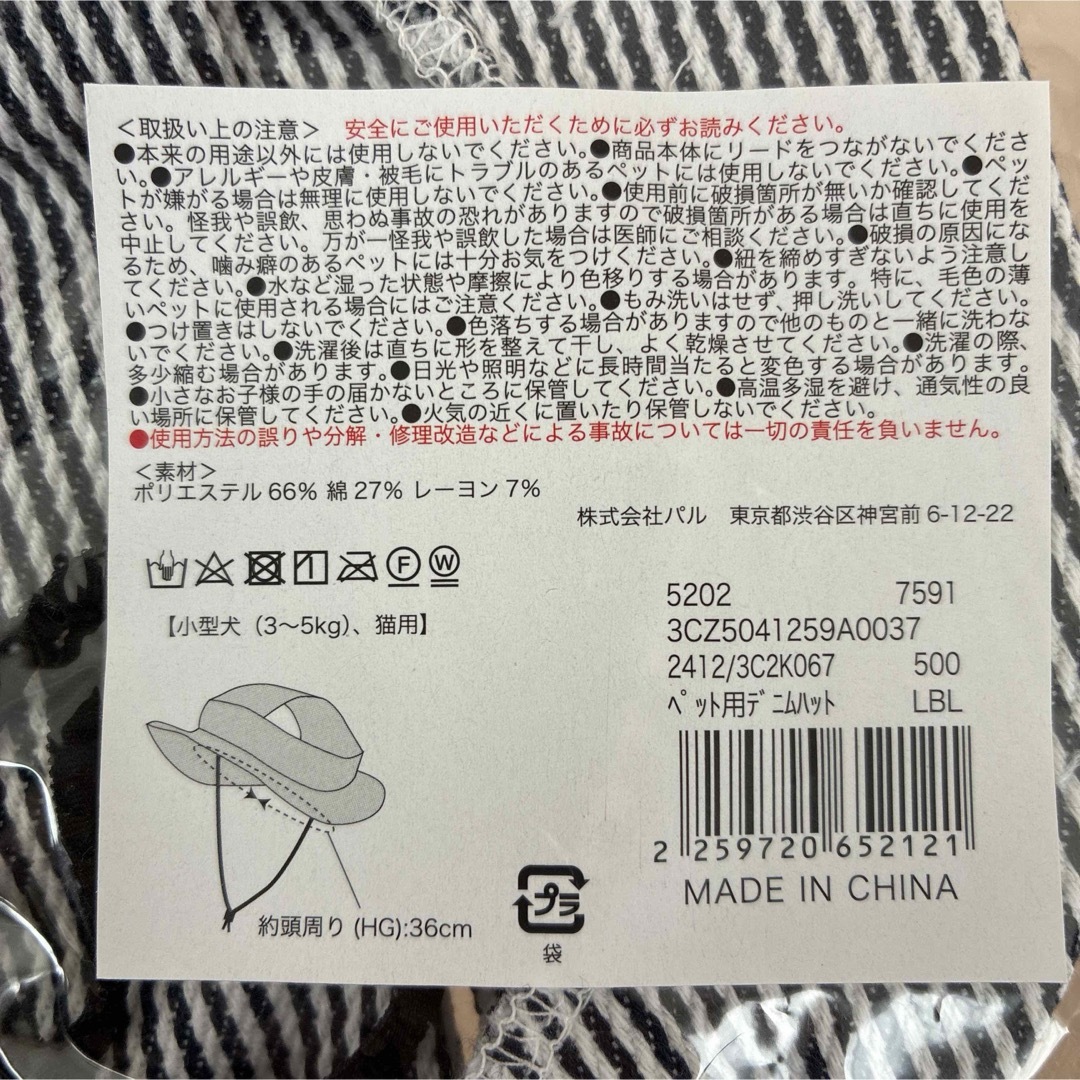 ＜取扱い上の注意＞ 安全にご使用いただくために必ずお読みください。
●本来の用途以外には使用しないでください。●商品本体にリードをつながないでくださ
い。●アレルギーや皮膚・被毛にトラブルのあるペットには使用しないでください。●ペッ
トが嫌がる場合は無理に使用しないでください。●使用前に破損箇所が無いか確認してくだ
さい。怪我や誤飲、思わぬ事故の恐れがありますので破損箇所がある場合は直ちに使用を
中止してください。万が一怪我や誤飲した場合は医師にご相談ください。●破損の原因にな
るため、噛み癖のあるペットには十分お気をつけください。●紐を締めすぎないよう注意し
てください。●水など湿った状態や摩擦により色移りする場合があります。特に、毛色の薄
いペットに使用される場合にはご注意ください。●もみ洗いはせず、押し洗いしてください。
●つけ置きはしないでください。●色落ちする場合がありますので他のものと一緒に洗わな
いでください。●洗濯後は直ちに形を整えて干し、よく乾燥させてください。●洗濯の際、
多少縮む場合があります。●日光や照明などに長時間当たると変色する場合があります。
●小さなお子様の手の届かないところに保管してください。●高温多湿を避け、通気性の良
い場所に保管してください。●火気の近くに置いたり保管しないでください。
●使用方法の誤りや分解・修理改造などによる事故については一切の責任を負いません。
＜素材＞
ポリエステル 66% 綿 27% レーヨン 7%
株式会社パル 東京都渋谷区神宮前 6-12-22
F W
【小型犬（3〜5kg）、猫用】
5202 7591
3CZ5041259A0037
2412/3C2K067 500
ﾍﾟｯﾄ用ﾃﾞﾆﾑﾊｯﾄ LBL
2 259720 652121
MADE IN CHINA
約頭周り (HG):36cm
プラ
袋